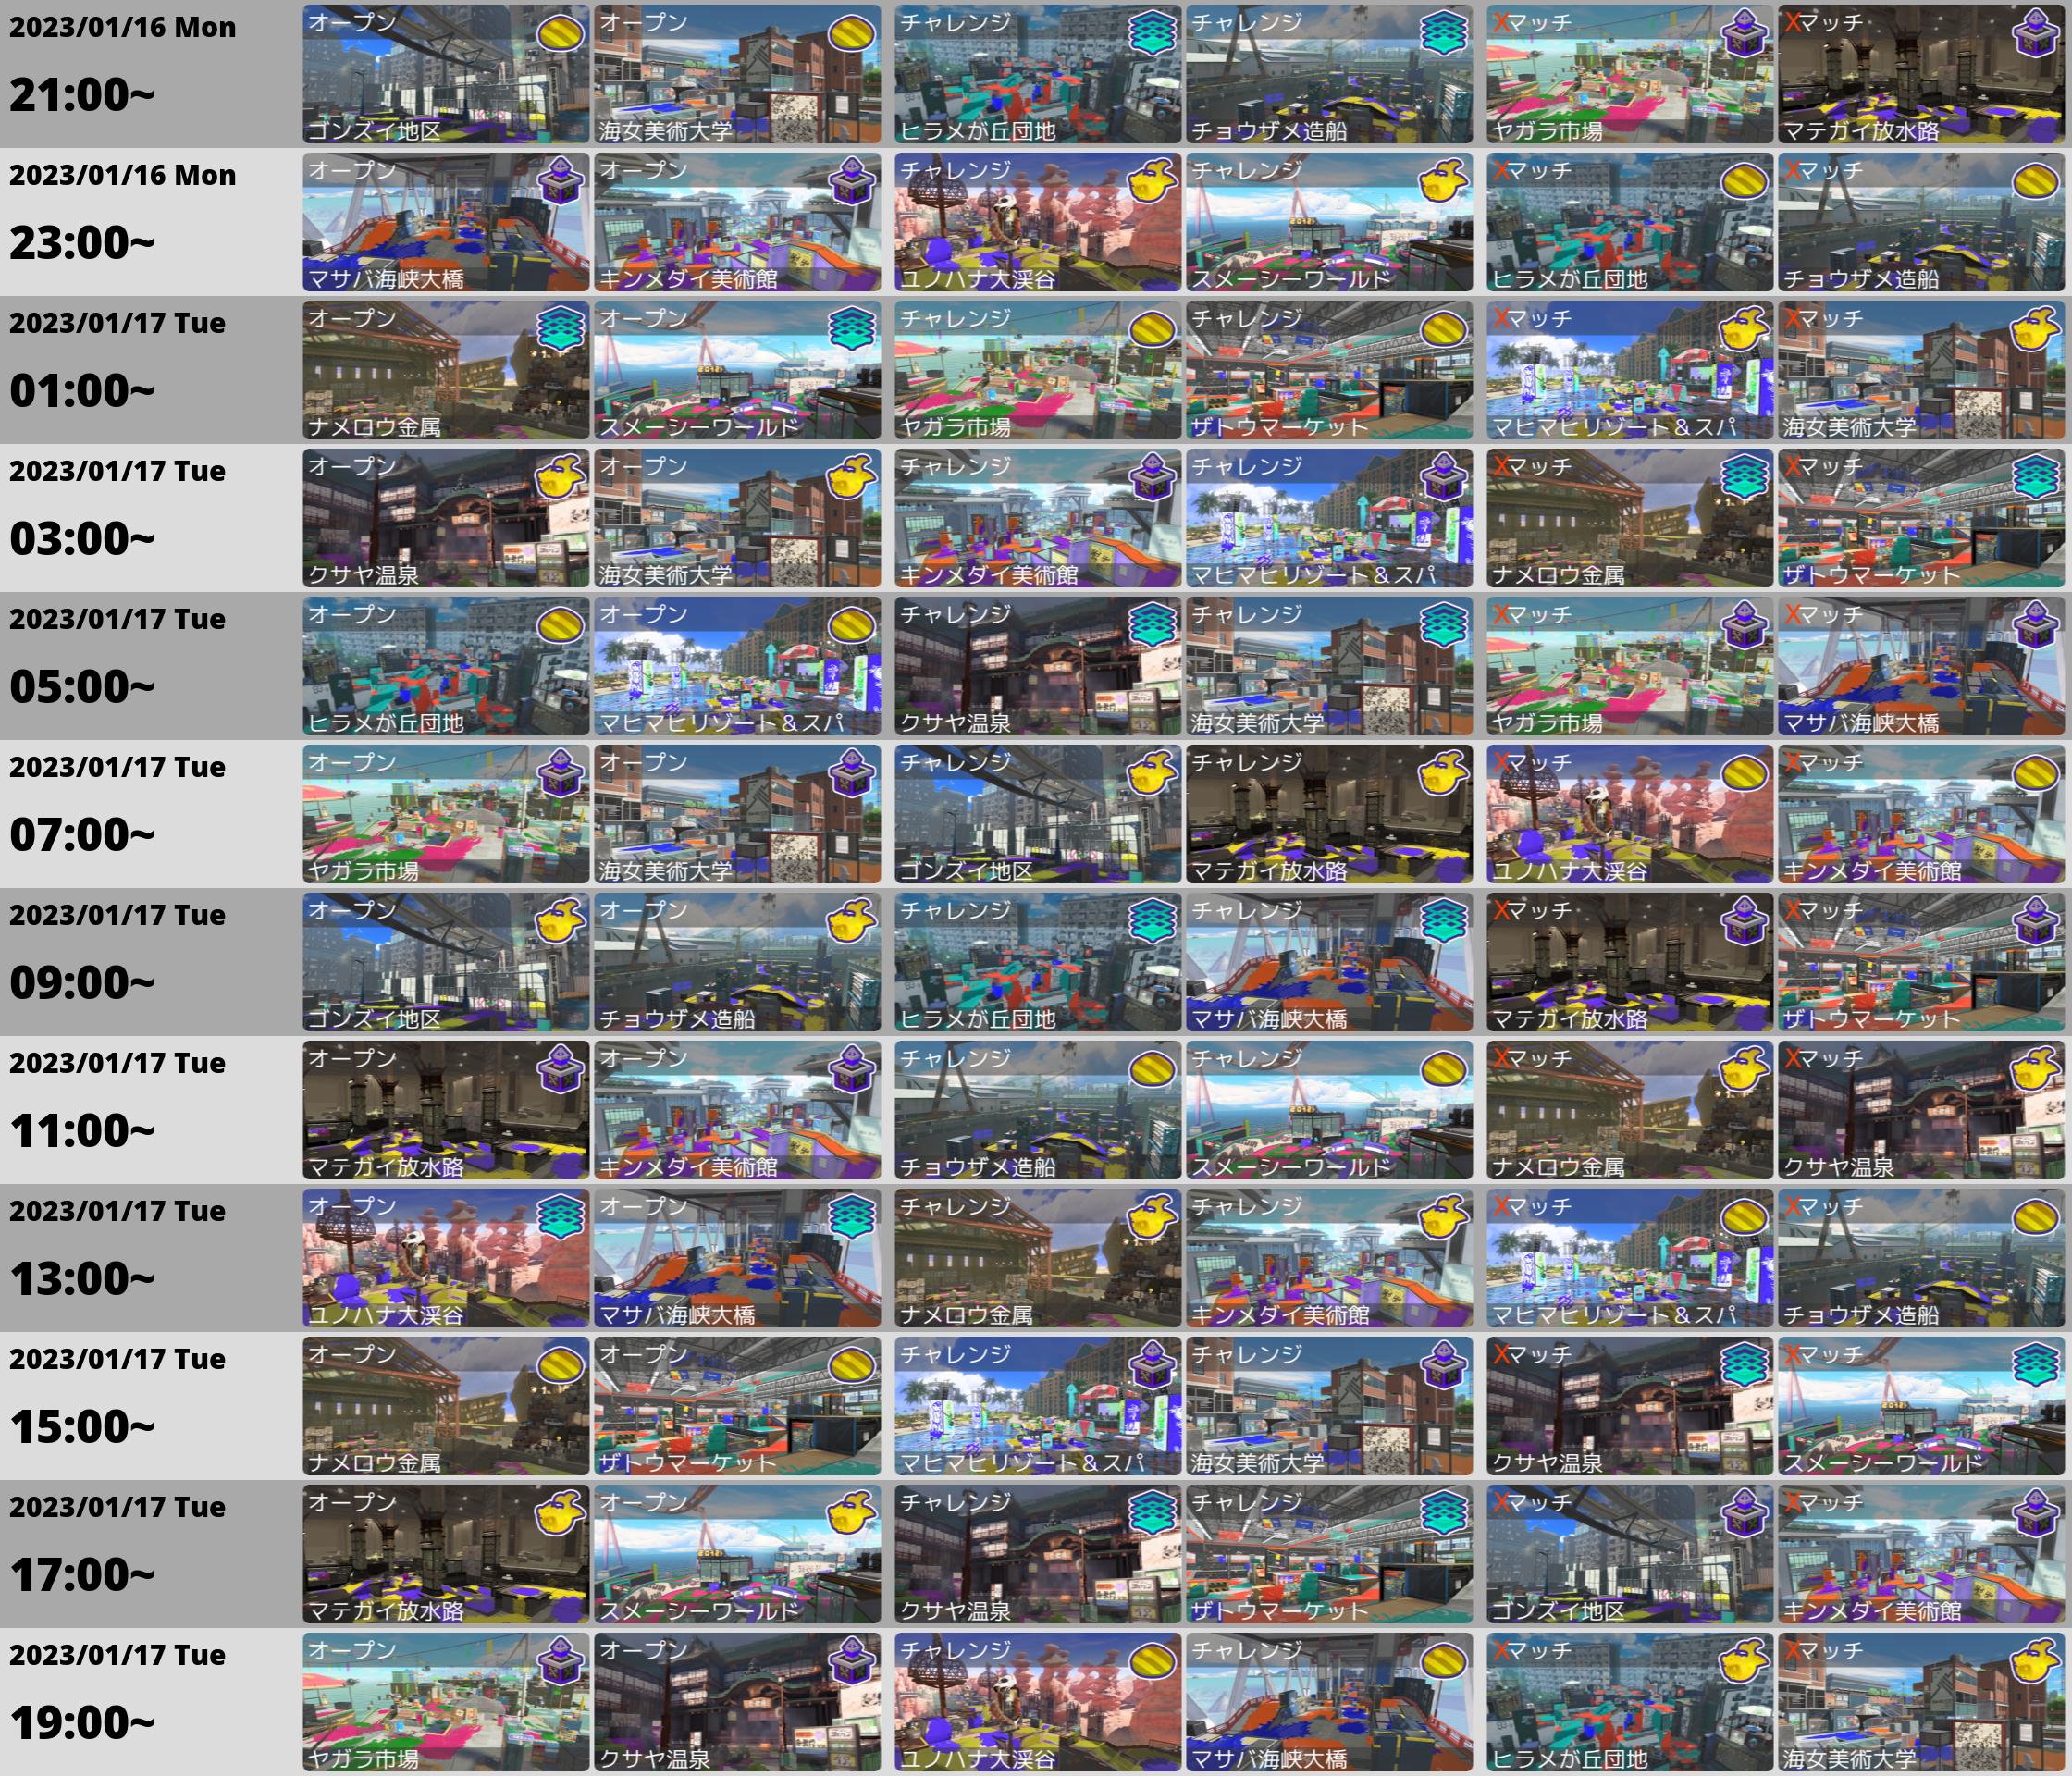 2023/01/16 Mon
21:00~
オープン オープン チャレンジ チャレンジ Xマッチ Xマッチ
ゴンズイ地区 海女美術大学 ヒラメが丘団地 チョウザメ造船 ヤガラ市場 マテガイ放水路
2023/01/16 Mon
23:00~
オープン オープン チャレンジ チャレンジ Xマッチ Xマッチ
マサバ海峡大橋 キンメダイ美術館 ユノハナ大渓谷 スメーシーワールド ヒラメが丘団地 チョウザメ造船
2023/01/17 Tue
01:00~
オープン オープン チャレンジ チャレンジ Xマッチ Xマッチ
ナメロウ金属 スメーシーワールド ヤガラ市場 ザトウマーケット マヒマヒリゾート&スパ 海女美術大学
2023/01/17 Tue
03:00~
オープン オープン チャレンジ チャレンジ Xマッチ Xマッチ
クサヤ温泉 海女美術大学 キンメダイ美術館 マヒマヒリゾート&スパ ナメロウ金属 ザトウマーケット
2023/01/17 Tue
05:00~
オープン オープン チャレンジ チャレンジ Xマッチ Xマッチ
ヒラメが丘団地 マヒマヒリゾート&スパ クサヤ温泉 海女美術大学 ヤガラ市場 マサバ海峡大橋
2023/01/17 Tue
07:00~
オープン オープン チャレンジ チャレンジ Xマッチ Xマッチ
ヤガラ市場 海女美術大学 ゴンズイ地区 マテガイ放水路 ユノハナ大渓谷 キンメダイ美術館
2023/01/17 Tue
09:00~
オープン オープン チャレンジ チャレンジ Xマッチ Xマッチ
ゴンズイ地区 チョウザメ造船 ヒラメが丘団地 マサバ海峡大橋 マテガイ放水路 ザトウマーケット
2023/01/17 Tue
11:00~
オープン オープン チャレンジ チャレンジ Xマッチ Xマッチ
マテガイ放水路 キンメダイ美術館 チョウザメ造船 スメーシーワールド ナメロウ金属 クサヤ温泉
2023/01/17 Tue
13:00~
オープン オープン チャレンジ チャレンジ Xマッチ Xマッチ
ユノハナ大渓谷 マサバ海峡大橋 ナメロウ金属 キンメダイ美術館 マヒマヒリゾート&スパ チョウザメ造船
2023/01/17 Tue
15:00~
オープン オープン チャレンジ チャレンジ Xマッチ Xマッチ
ナメロウ金属 ザトウマーケット マヒマヒリゾート&スパ 海女美術大学 クサヤ温泉 スメーシーワールド
2023/01/17 Tue
17:00~
オープン オープン チャレンジ チャレンジ Xマッチ Xマッチ
マテガイ放水路 スメーシーワールド クサヤ温泉 ザトウマーケット ゴンズイ地区 キンメダイ美術館
2023/01/17 Tue
19:00~
オープン オープン チャレンジ チャレンジ Xマッチ Xマッチ
ヤガラ市場 クサヤ温泉 ユノハナ大渓谷 マサバ海峡大橋 ヒラメが丘団地 海女美術大学